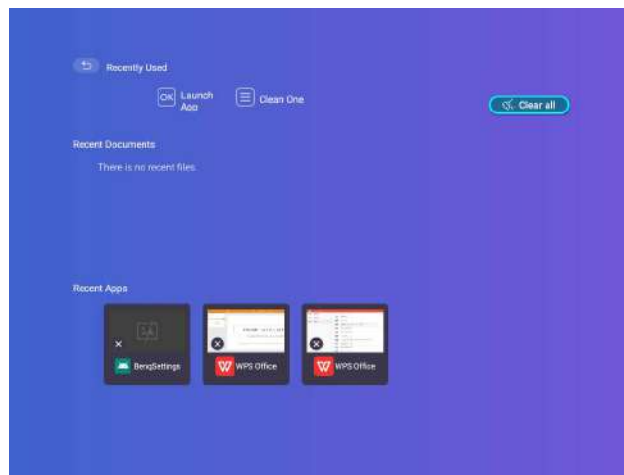 Recently Used
OK Launch App
Clean One
Clear all
Recent Documents
There is no recent files.
Recent Apps
BenqSettings
WPS Office
WPS Office